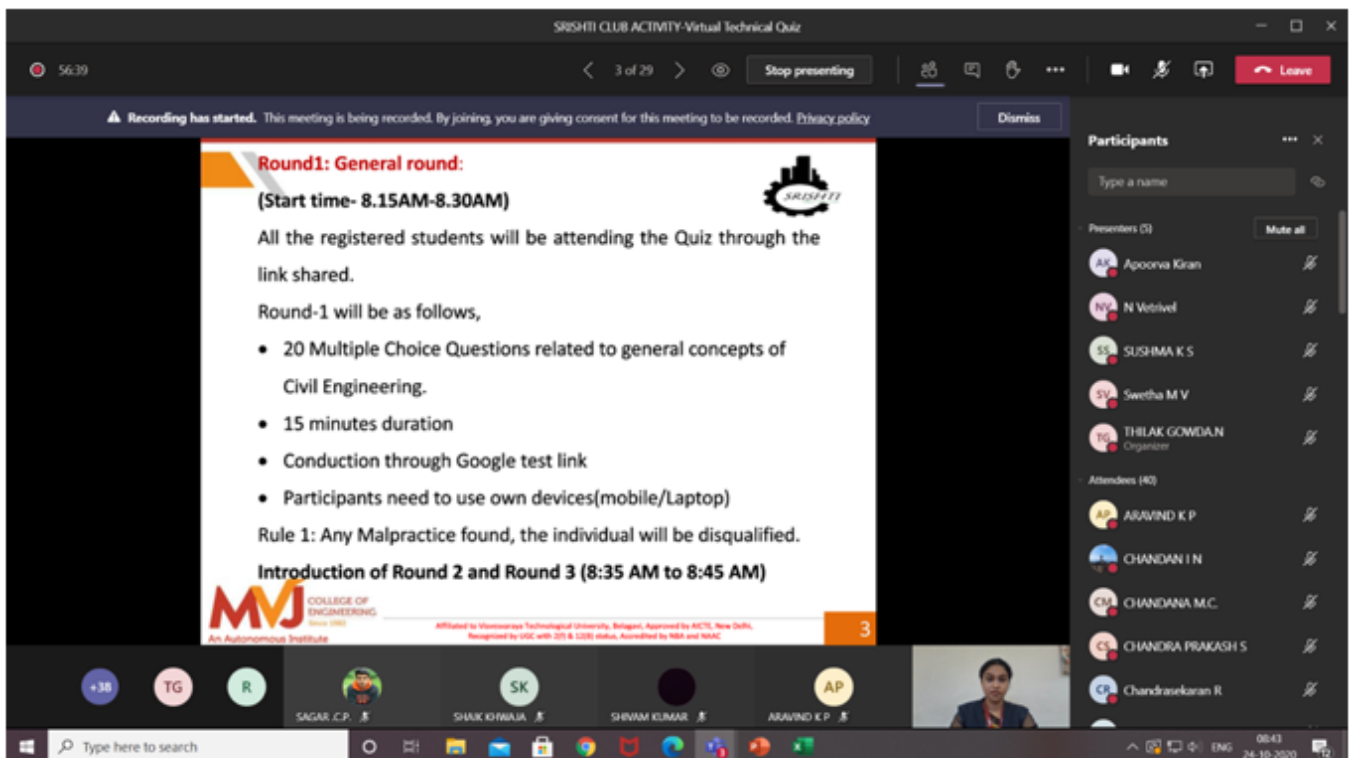 SRISHTI CLUB ACTIVITY-Virtual Technical Quiz
56:39
3 of 29
Stop presenting
Leave
Recording has started. This meeting is being recorded. By joining, you are giving consent for this meeting to be recorded. Privacy policy
Dismiss
Round1: General round:
SRISHTI
(Start time- 8.15AM-8.30AM)
All the registered students will be attending the Quiz through the
link shared.
Round-1 will be as follows,
• 20 Multiple Choice Questions related to general concepts of
Civil Engineering.
• 15 minutes duration
• Conduction through Google test link
• Participants need to use own devices(mobile/Laptop)
Rule 1: Any Malpractice found, the individual will be disqualified.
Introduction of Round 2 and Round 3 (8:35 AM to 8:45 AM)
MVJ
COLLEGE OF
ENGINEERING
Since 1982
An Autonomous Institute
Affiliated to Visvesvaraya Technological University, Belagavi, Approved by AICTE, New Delhi,
Recognized by UGC with 2(f) & 12(B) status, Accredited by NBA and NAAC
3
Participants
Type a name
Presenters (5)
Mute all
AK Apoorva Kiran
NV N Vetrivel
SS SUSHMA K S
SV Swetha M V
TG THILAK GOWDA.N
Organizer
Attendees (40)
AP ARAVIND K P
CHANDAN I N
CM CHANDANA M.C.
CS CHANDRA PRAKASH S
CR Chandrasekaran R
+38
TG
R
SAGAR .C.P.
SK
SHAIK KHWAJA
SHIVAM KUMAR
AP
ARAVIND K P
Type here to search
ENG
08:43
24-10-2020